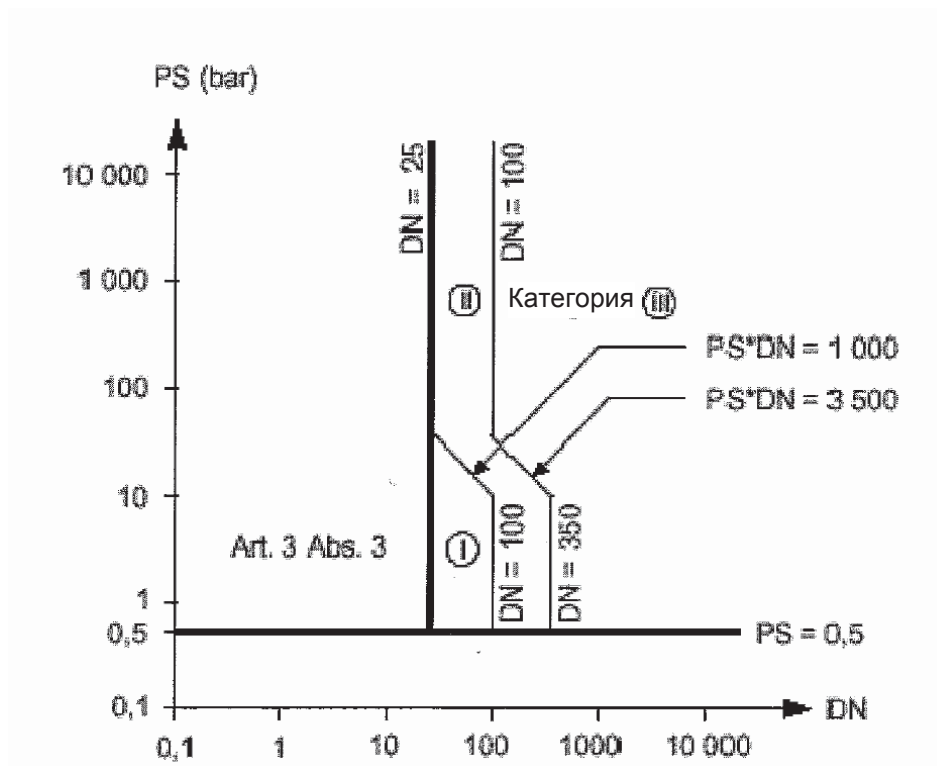 PS (bar)
10 000
1 000
100
10
1
0,5
0,1
DN = 25
DN = 100
II
Категория III
PS*DN = 1 000
PS*DN = 3 500
Art. 3 Abs. 3
I
DN = 100
DN = 350
PS = 0,5
DN
0,1
1
10
100
1000
10 000